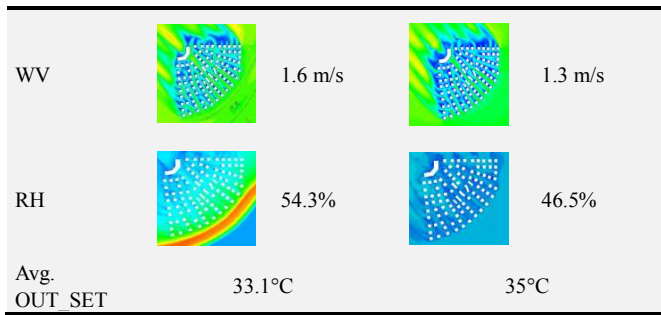 WV 1.6 m/s 1.3 m/s
RH 54.3% 46.5%
Avg.
OUT_SET 33.1°C 35°C